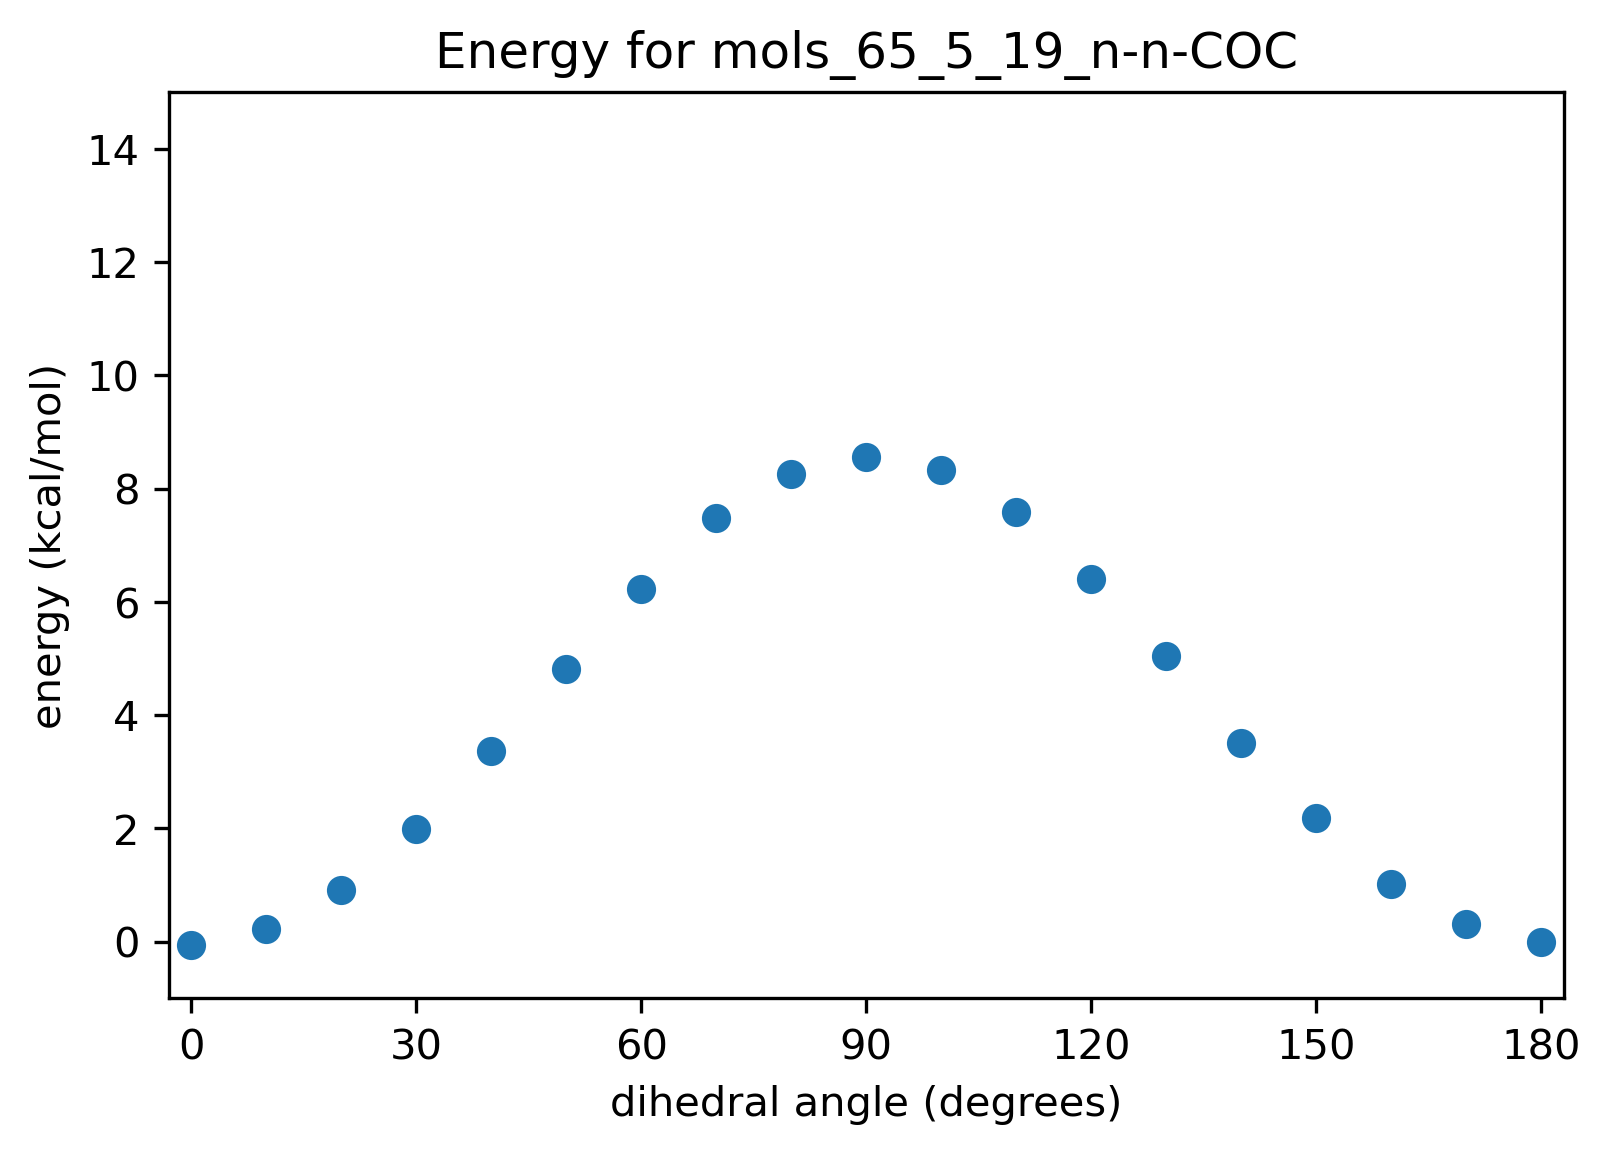 Energy for mols_65_5_19_n-n-COC
14
12
10
8
6
4
2
0
energy (kcal/mol)
0 30 60 90 120 150 180
dihedral angle (degrees)